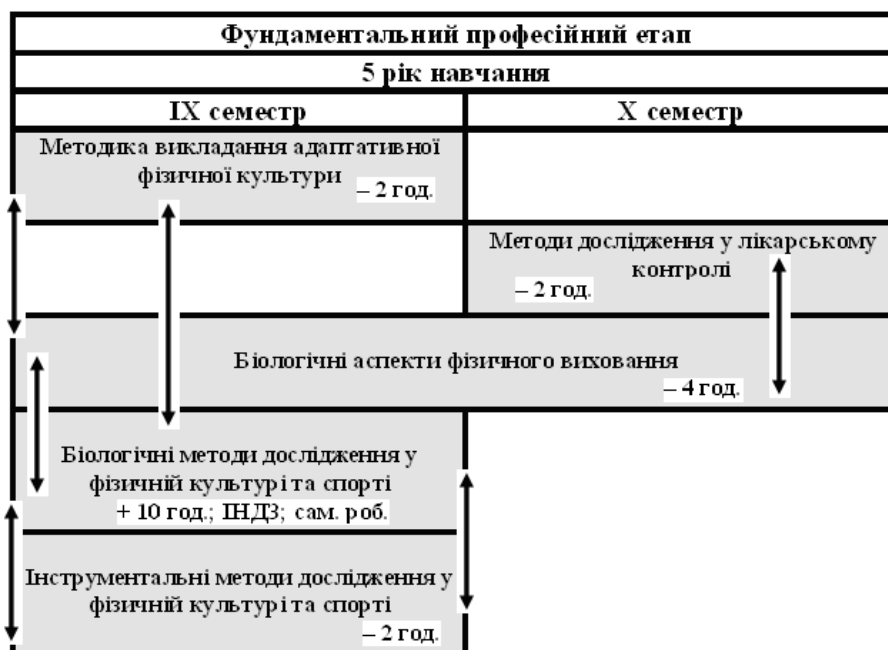 Фундаментальний професійний етап
5 рік навчання
ІХ семестр
Х семестр
Методика викладання адаптативної
фізичної культури
– 2 год.
Методи дослідження у лікарському
контролі
– 2 год.
Біологічні аспекти фізичного виховання
– 4 год.
Біологічні методи дослідження у
фізичній культурі та спорті
+ 10 год.; ІНДЗ; сам. роб.
Інструментальні методи дослідження у
фізичній культурі та спорті
– 2 год.